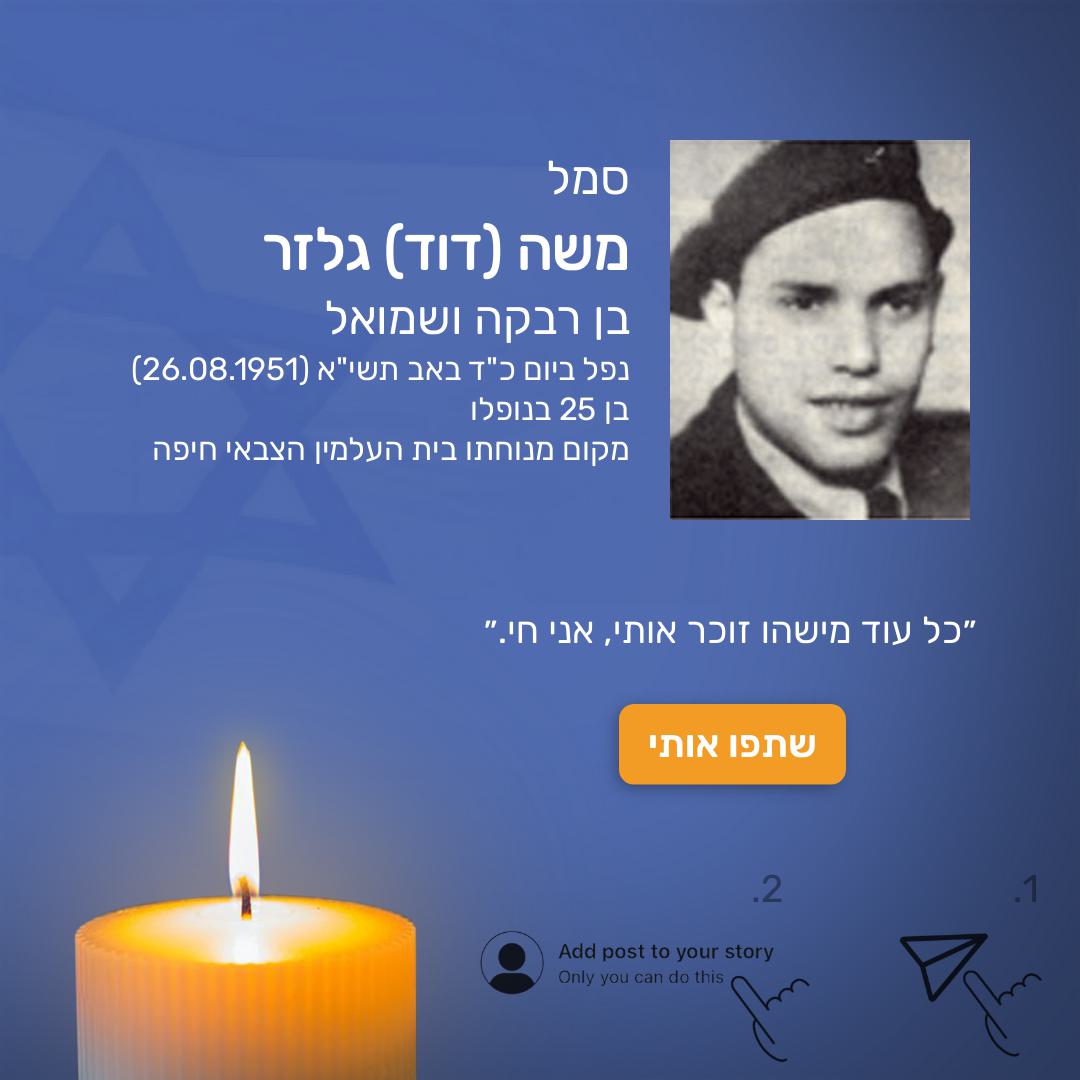 סמל
משה (דוד) גלזר
בן רבקה ושמואל
נפל ביום כ"ד באב תשי"א (26.08.1951)
בן 25 בנופלו
מקום מנוחתו בית העלמין הצבאי חיפה
״כל עוד מישהו זוכר אותי, אני חי.״
שתפו אותי
1.
2.
Add post to your story
Only you can do this